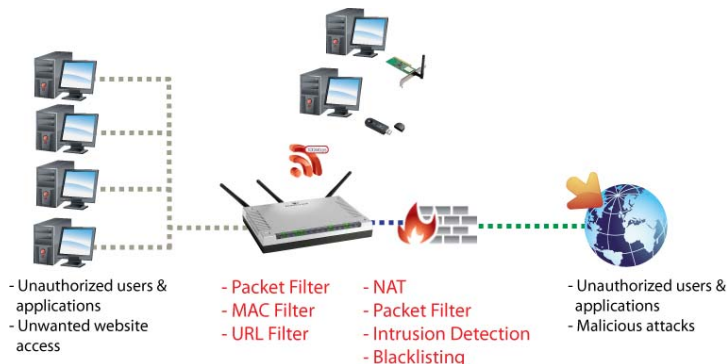 - Unauthorized users &
applications
- Unwanted website
access
- Packet Filter
- MAC Filter
- URL Filter
- NAT
- Packet Filter
- Intrusion Detection
- Blacklisting
- Unauthorized users &
applications
- Malicious attacks